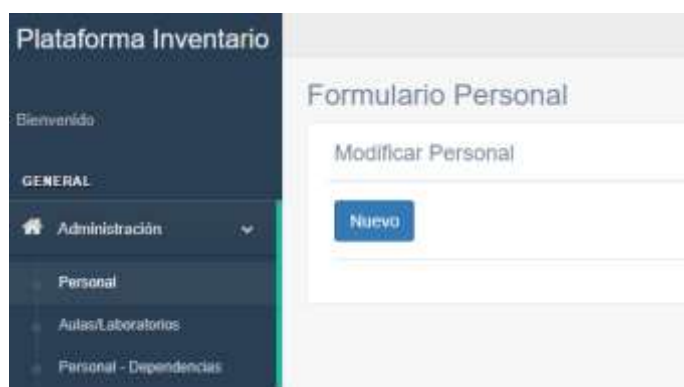 Plataforma Inventario
Bienvenido
GENERAL
Administración
Personal
Aulas/Laboratorios
Personal - Dependencias
Formulario Personal
Modificar Personal
Nuevo